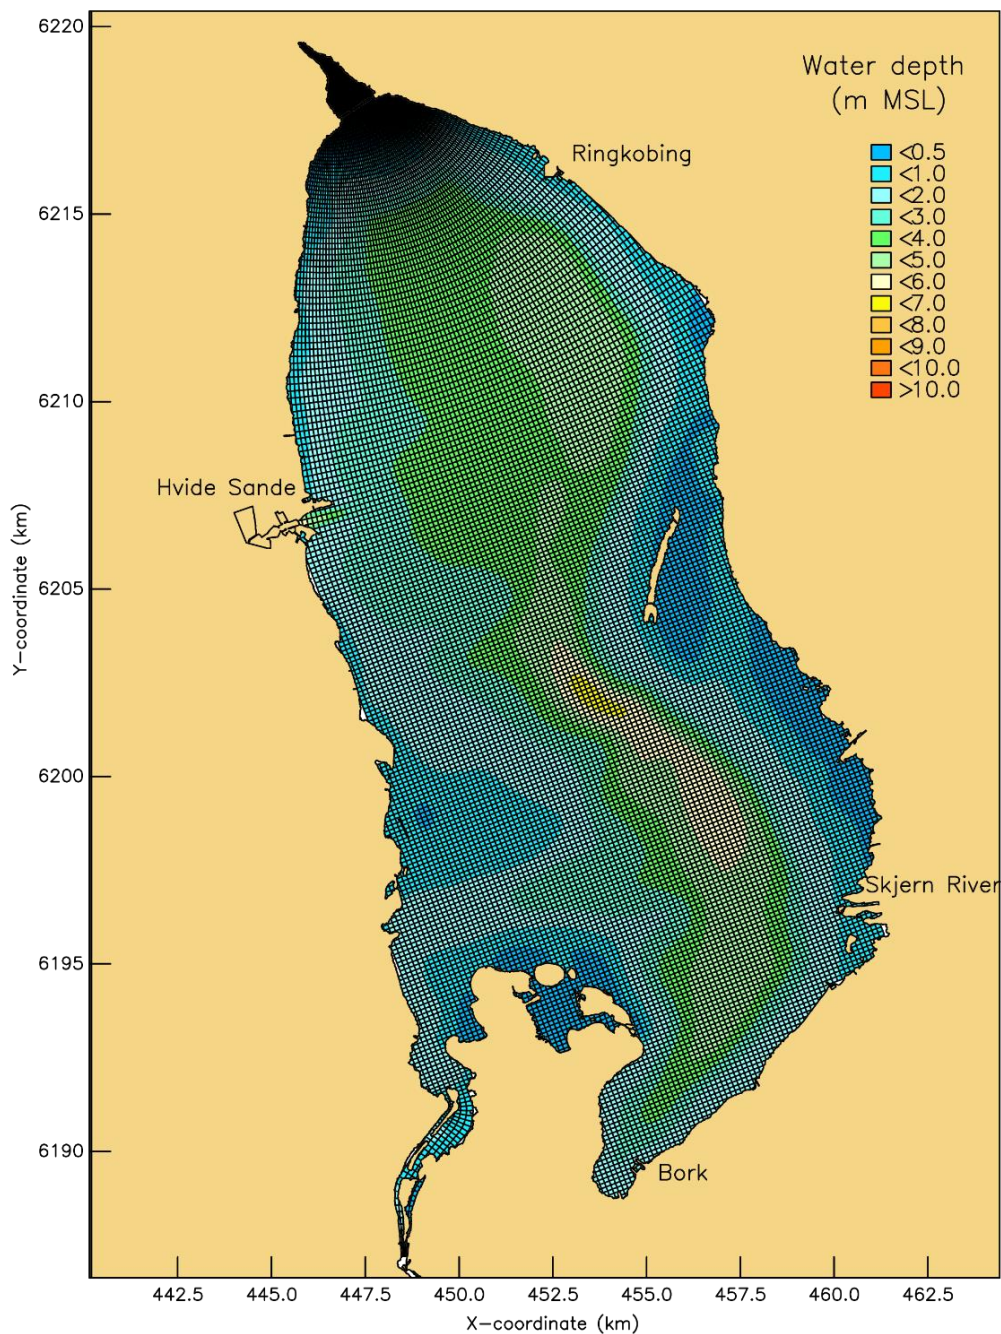 6220
6215
6210
6205
6200
6195
6190
Y-coordinate (km)
Water depth
(m MSL)
<0.5
<1.0
<2.0
<3.0
<4.0
<5.0
<6.0
<7.0
<8.0
<9.0
<10.0
>10.0
Ringkobing
Hvide Sande
Skjern River
Bork
442.5 445.0 447.5 450.0 452.5 455.0 457.5 460.0 462.5
X-coordinate (km)